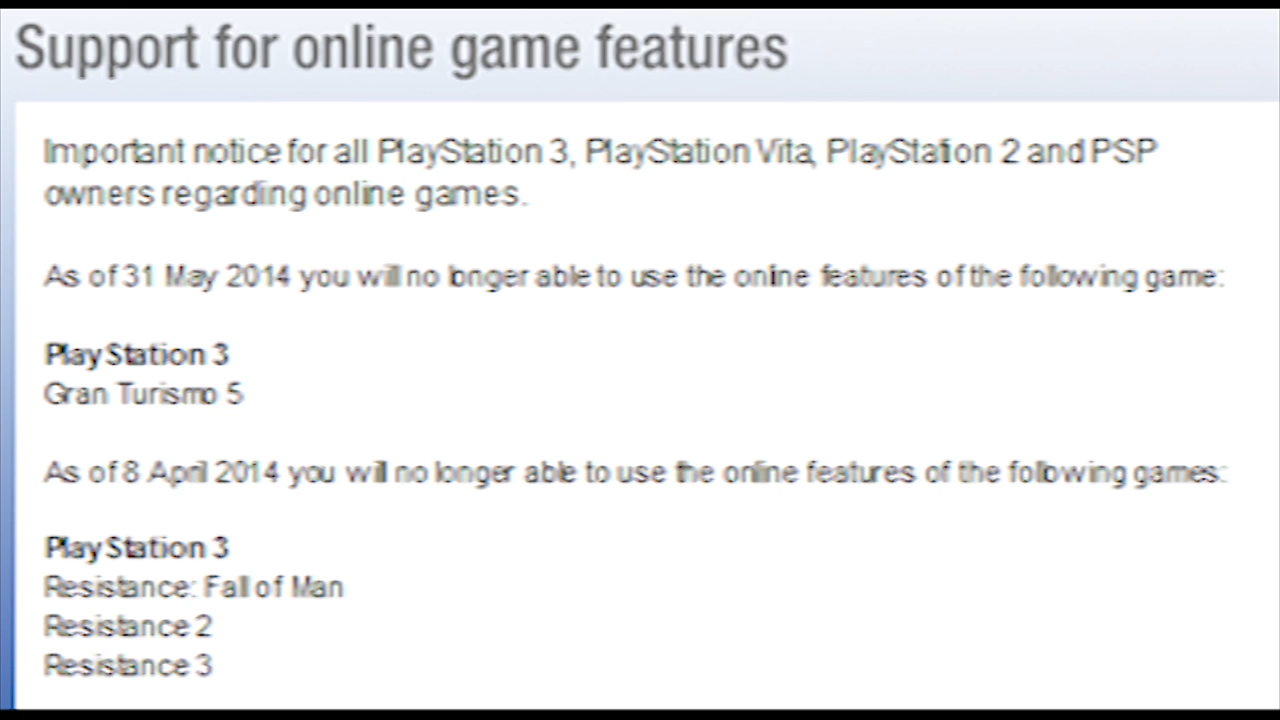 Support for online game features
Important notice for all PlayStation 3, PlayStation Vita, PlayStation 2 and PSP
owners regarding online games.
As of 31 May 2014 you will no longer able to use the online features of the following game:
PlayStation 3
Gran Turismo 5
As of 8 April 2014 you will no longer able to use the online features of the following games:
PlayStation 3
Resistance: Fall of Man
Resistance 2
Resistance 3